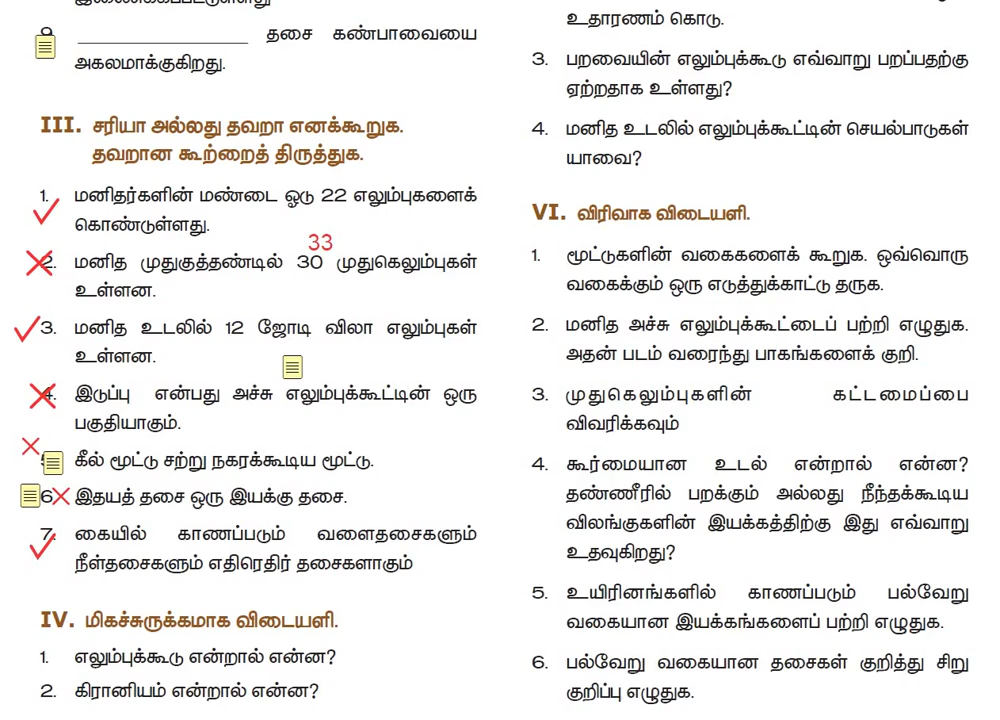 ____________________ தசை கண்பாவையை
அகலமாக்குகிறது.
III. சரியா அல்லது தவறா எனக்கூறுக.
தவறான கூற்றைத் திருத்துக.
1. மனிதர்களின் மண்டை ஓடு 22 எலும்புகளைக்
கொண்டுள்ளது.
33
2. மனித முதுகுத்தண்டில் 30 முதுகெலும்புகள்
உள்ளன.
3. மனித உடலில் 12 ஜோடி விலா எலும்புகள்
உள்ளன.
4. இடுப்பு என்பது அச்சு எலும்புக்கூட்டின் ஒரு
பகுதியாகும்.
5. கீல் மூட்டு சற்று நகரக்கூடிய மூட்டு.
6. இதயத் தசை ஒரு இயக்கு தசை.
7. கையில் காணப்படும் வளைதசைகளும்
நீள்தசைகளும் எதிரெதிர் தசைகளாகும்
IV. மிகச்சுருக்கமாக விடையளி.
1. எலும்புக்கூடு என்றால் என்ன?
2. கிரானியம் என்றால் என்ன?
உதாரணம் கொடு.
3. பறவையின் எலும்புக்கூடு எவ்வாறு பறப்பதற்கு
ஏற்றதாக உள்ளது?
4. மனித உடலில் எலும்புக்கூட்டின் செயல்பாடுகள்
யாவை?
VI. விரிவாக விடையளி.
1. மூட்டுகளின் வகைகளைக் கூறுக. ஒவ்வொரு
வகைக்கும் ஒரு எடுத்துக்காட்டு தருக.
2. மனித அச்சு எலும்புக்கூட்டைப் பற்றி எழுதுக.
அதன் படம் வரைந்து பாகங்களைக் குறி.
3. முதுகெலும்புகளின் கட்டமைப்பை
விவரிக்கவும்
4. கூர்மையான உடல் என்றால் என்ன?
தண்ணீரில் பறக்கும் அல்லது நீந்தக்கூடிய
விலங்குகளின் இயக்கத்திற்கு இது எவ்வாறு
உதவுகிறது?
5. உயிரினங்களில் காணப்படும் பல்வேறு
வகையான இயக்கங்களைப் பற்றி எழுதுக.
6. பல்வேறு வகையான தசைகள் குறித்து சிறு
குறிப்பு எழுதுக.